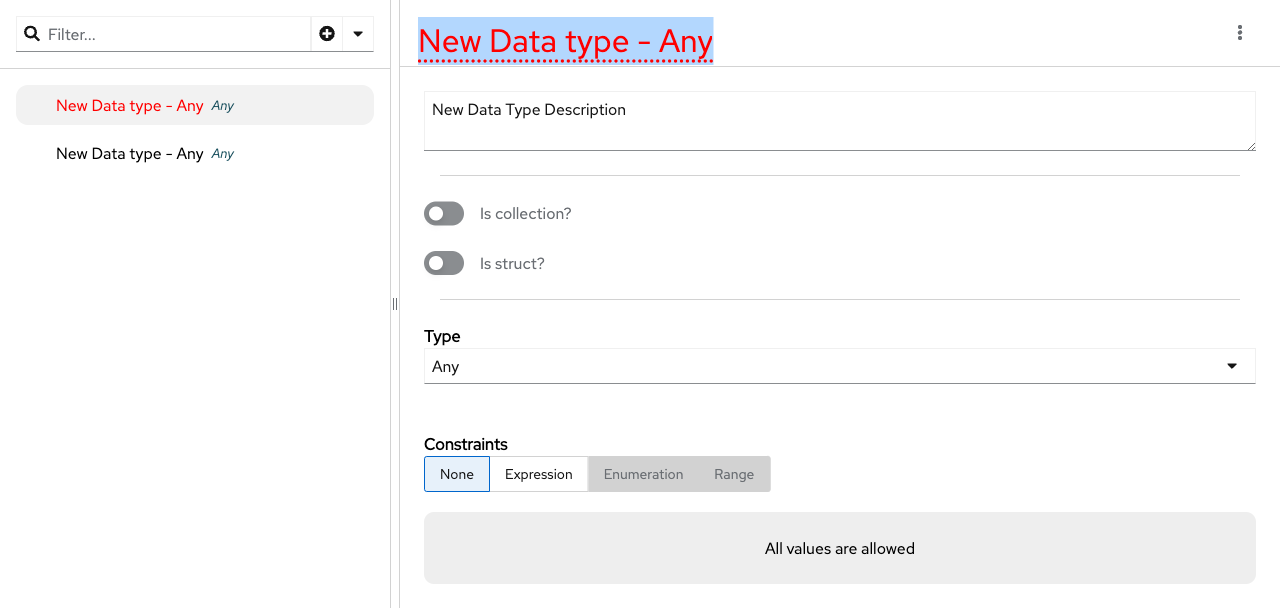 Filter...
New Data type - Any Any
New Data type - Any Any
New Data type - Any
New Data Type Description
Is collection?
Is struct?
Type
Any
Constraints
None Expression Enumeration Range
All values are allowed